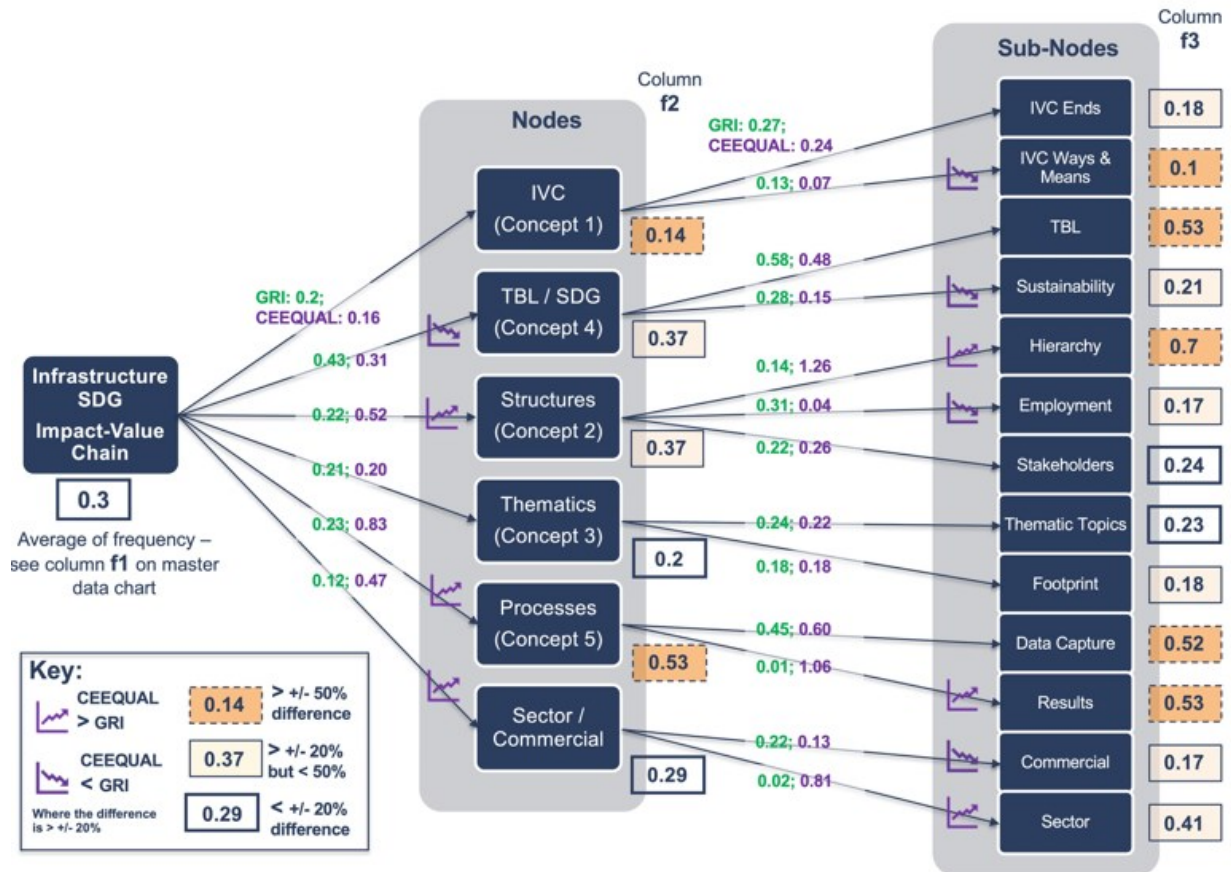 Column
f3
Sub-Nodes
Column
f2
Nodes
GRI: 0.27;
CEEQUAL: 0.24
IVC Ends
0.18
0.13; 0.07
IVC Ways &
Means
0.1
IVC
(Concept 1)
0.14
0.58; 0.48
TBL
0.53
0.28; 0.15
Sustainability
0.21
GRI: 0.2;
CEEQUAL: 0.16
TBL / SDG
(Concept 4)
0.37
0.43; 0.31
0.14; 1.26
Hierarchy
0.7
Infrastructure
SDG
Impact-Value
Chain
0.3
Average of frequency –
see column f1 on master
data chart
0.22; 0.52
Structures
(Concept 2)
0.37
0.31; 0.04
Employment
0.17
0.22; 0.26
Stakeholders
0.24
0.21; 0.20
Thematics
(Concept 3)
0.2
0.24; 0.22
Thematic Topics
0.23
0.18; 0.18
Footprint
0.18
0.23; 0.83
Processes
(Concept 5)
0.53
0.45; 0.60
Data Capture
0.52
0.01; 1.06
Results
0.53
0.12; 0.47
Sector /
Commercial
0.29
0.22; 0.13
Commercial
0.17
0.02; 0.81
Sector
0.41
Key:
CEEQUAL
> GRI
0.14
> +/- 50%
difference
CEEQUAL
< GRI
0.37
> +/- 20%
but < 50%
Where the difference
is > +/- 20%
0.29
< +/- 20%
difference